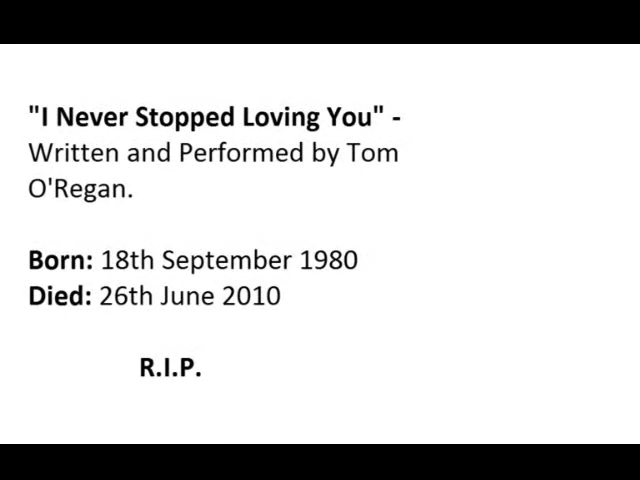 "I Never Stopped Loving You" -
Written and Performed by Tom
O'Regan.
Born: 18th September 1980
Died: 26th June 2010
R.I.P.